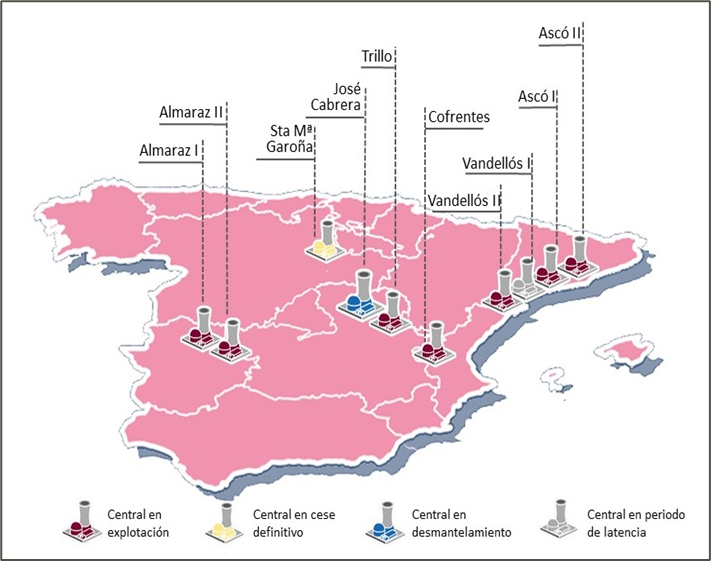 Ascó II
Trillo
José
Cabrera
Ascó I
Almaraz II
Cofrentes
Sta Mª
Garoña
Almaraz I
Vandellós I
Vandellós II
Central en
explotación
Central en cese
definitivo
Central en
desmantelamiento
Central en periodo
de latencia